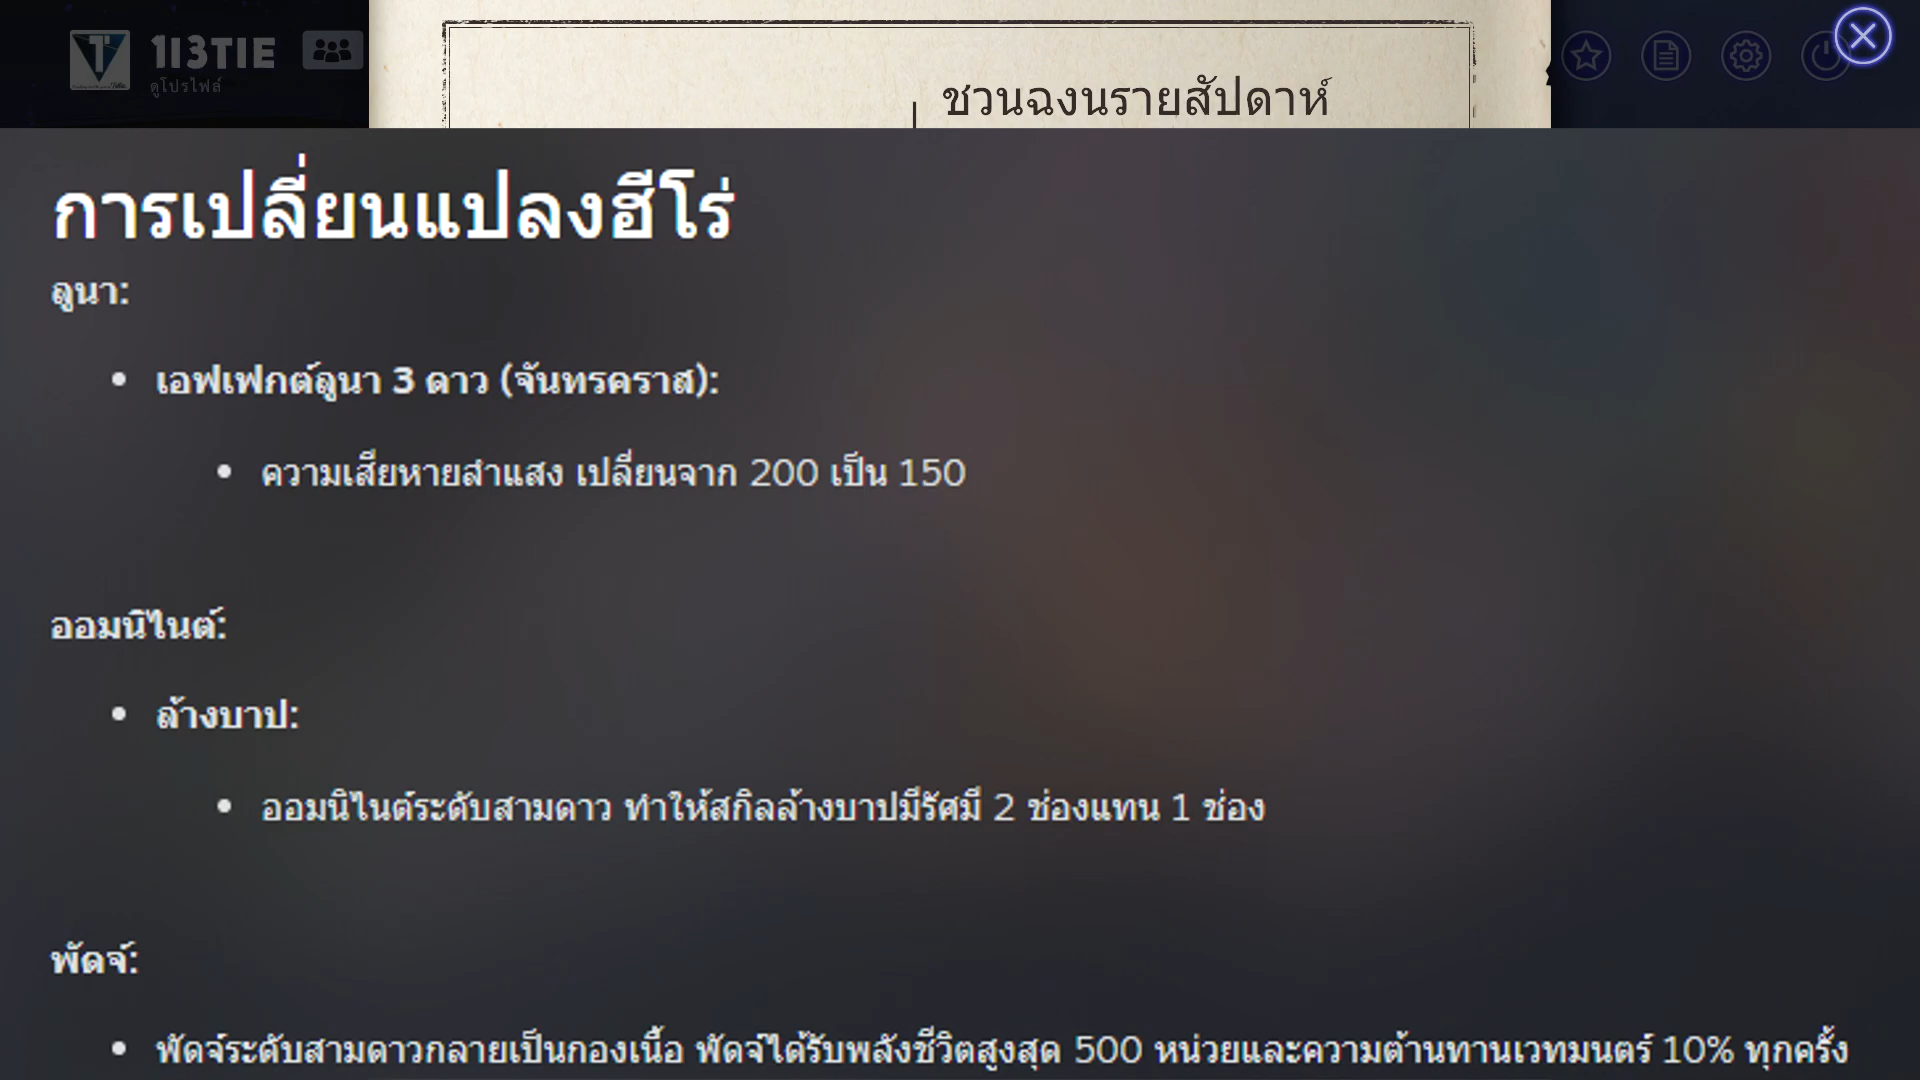 1I3TIE
ดูโปรไฟล์
ชวนฉงนรายสัปดาห์
การเปลี่ยนแปลงฮีโร่
ลูนา:
เอฟเฟกต์ลูนา 3 ดาว (จันทรคราส):
ความเสียหายลำแสง เปลี่ยนจาก 200 เป็น 150
ออมนิไนต์:
ล้างบาป:
ออมนิไนต์ระดับสามดาว ทำให้สกิลล้างบาปมีรัศมี 2 ช่องแทน 1 ช่อง
พัดจ์:
พัดจ์ระดับสามดาวกลายเป็นกองเนื้อ พัดจ์ได้รับพลังชีวิตสูงสุด 500 หน่วยและความต้านทานเวทมนตร์ 10% ทุกครั้ง